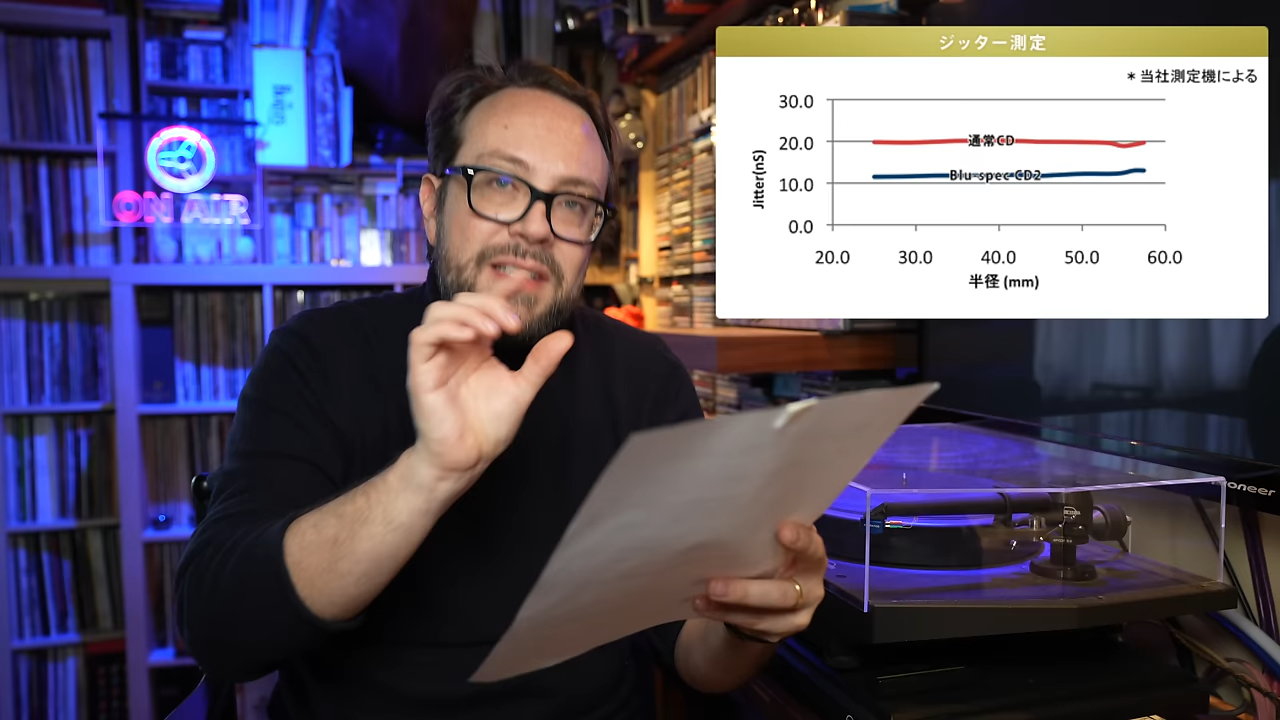 ON AIR
ジッター測定
* 当社測定機による
30.0
20.0
10.0
0.0
Jitter(nS)
通常CD
Blu-spec CD2
20.0 30.0 40.0 50.0 60.0
半径 (mm)
oneer